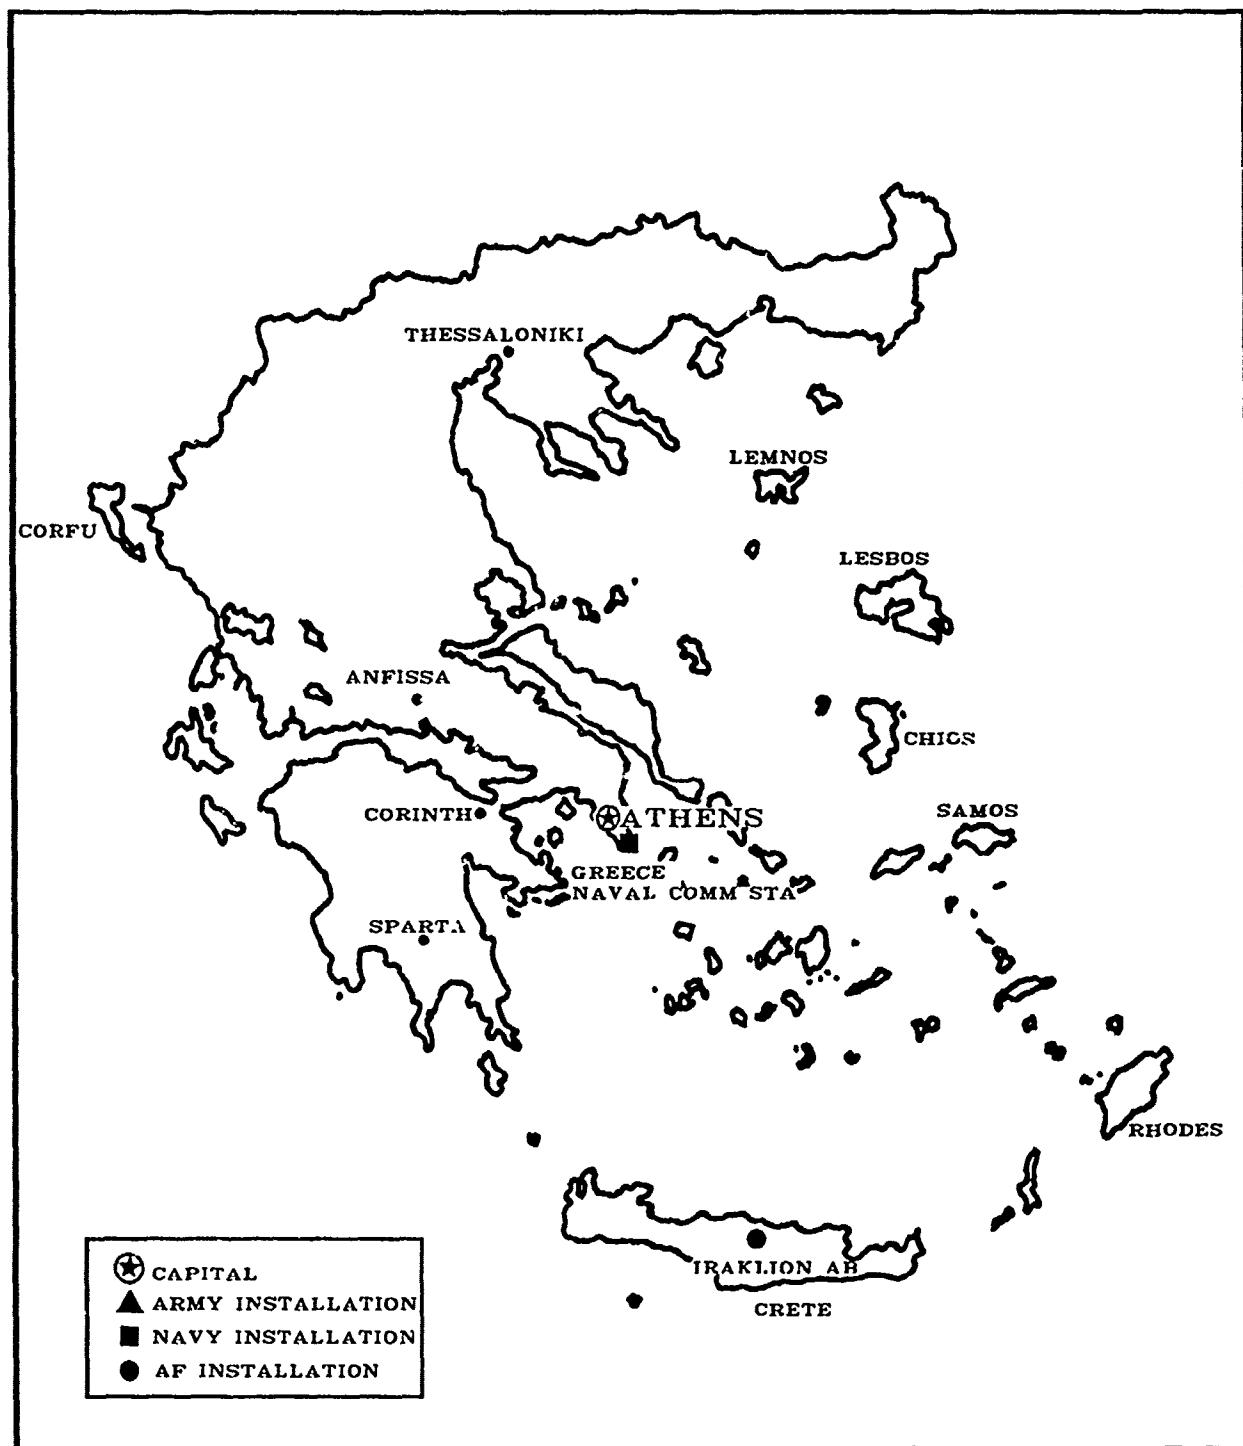 THESSALONIKI
LEMNOS
CORFU
LESBOS
ANFISSA
CHIOS
CORINTH
ATHENS
SAMOS
GREECE
NAVAL COMM STA
SPARTA
RHODES
IRAKLION AB
CRETE
CAPITAL
ARMY INSTALLATION
NAVY INSTALLATION
AF INSTALLATION